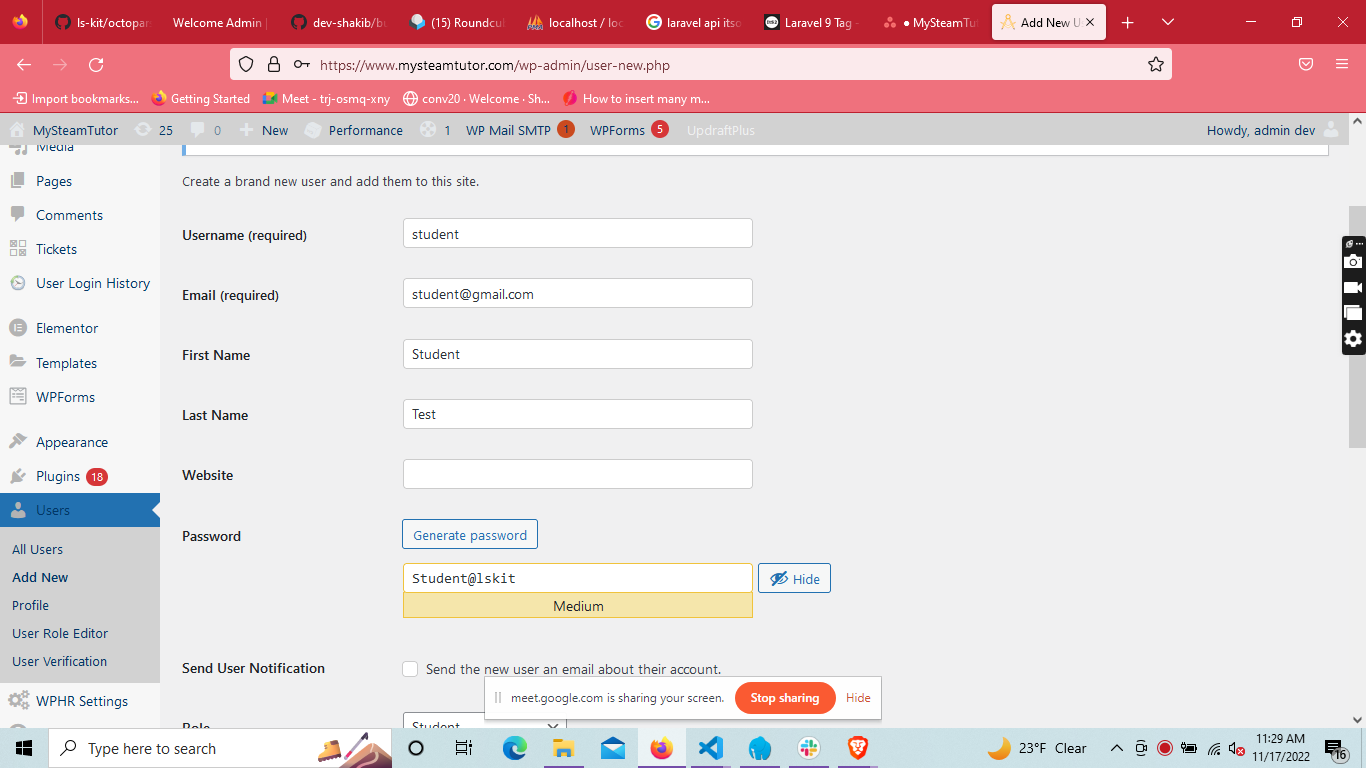 ls-kit/octopan
Welcome Admin |
dev-shakib/bu
(15) Roundcu
localhost / loc
laravel api itso
Laravel 9 Tag -
MySteamTut
Add New U
https://www.mysteamtutor.com/wp-admin/user-new.php
Import bookmarks...
Getting Started
Meet - trj-osmq-xny
conv20 · Welcome · Sh...
How to insert many m...
MySteamTutor
25
0
New
Performance
1
WP Mail SMTP 1
WPForms 5
UpdraftPlus
Howdy, admin dev
Media
Pages
Comments
Tickets
User Login History
Elementor
Templates
WPForms
Appearance
Plugins 18
Users
All Users
Add New
Profile
User Role Editor
User Verification
WPHR Settings
Create a brand new user and add them to this site.
Username (required)
student
Email (required)
student@gmail.com
First Name
Student
Last Name
Test
Website
Password
Generate password
Student@lskit
Hide
Medium
Send User Notification
Send the new user an email about their account.
Role
Student
meet.google.com is sharing your screen.
Stop sharing
Hide
Type here to search
23°F Clear
11:29 AM
11/17/2022
16